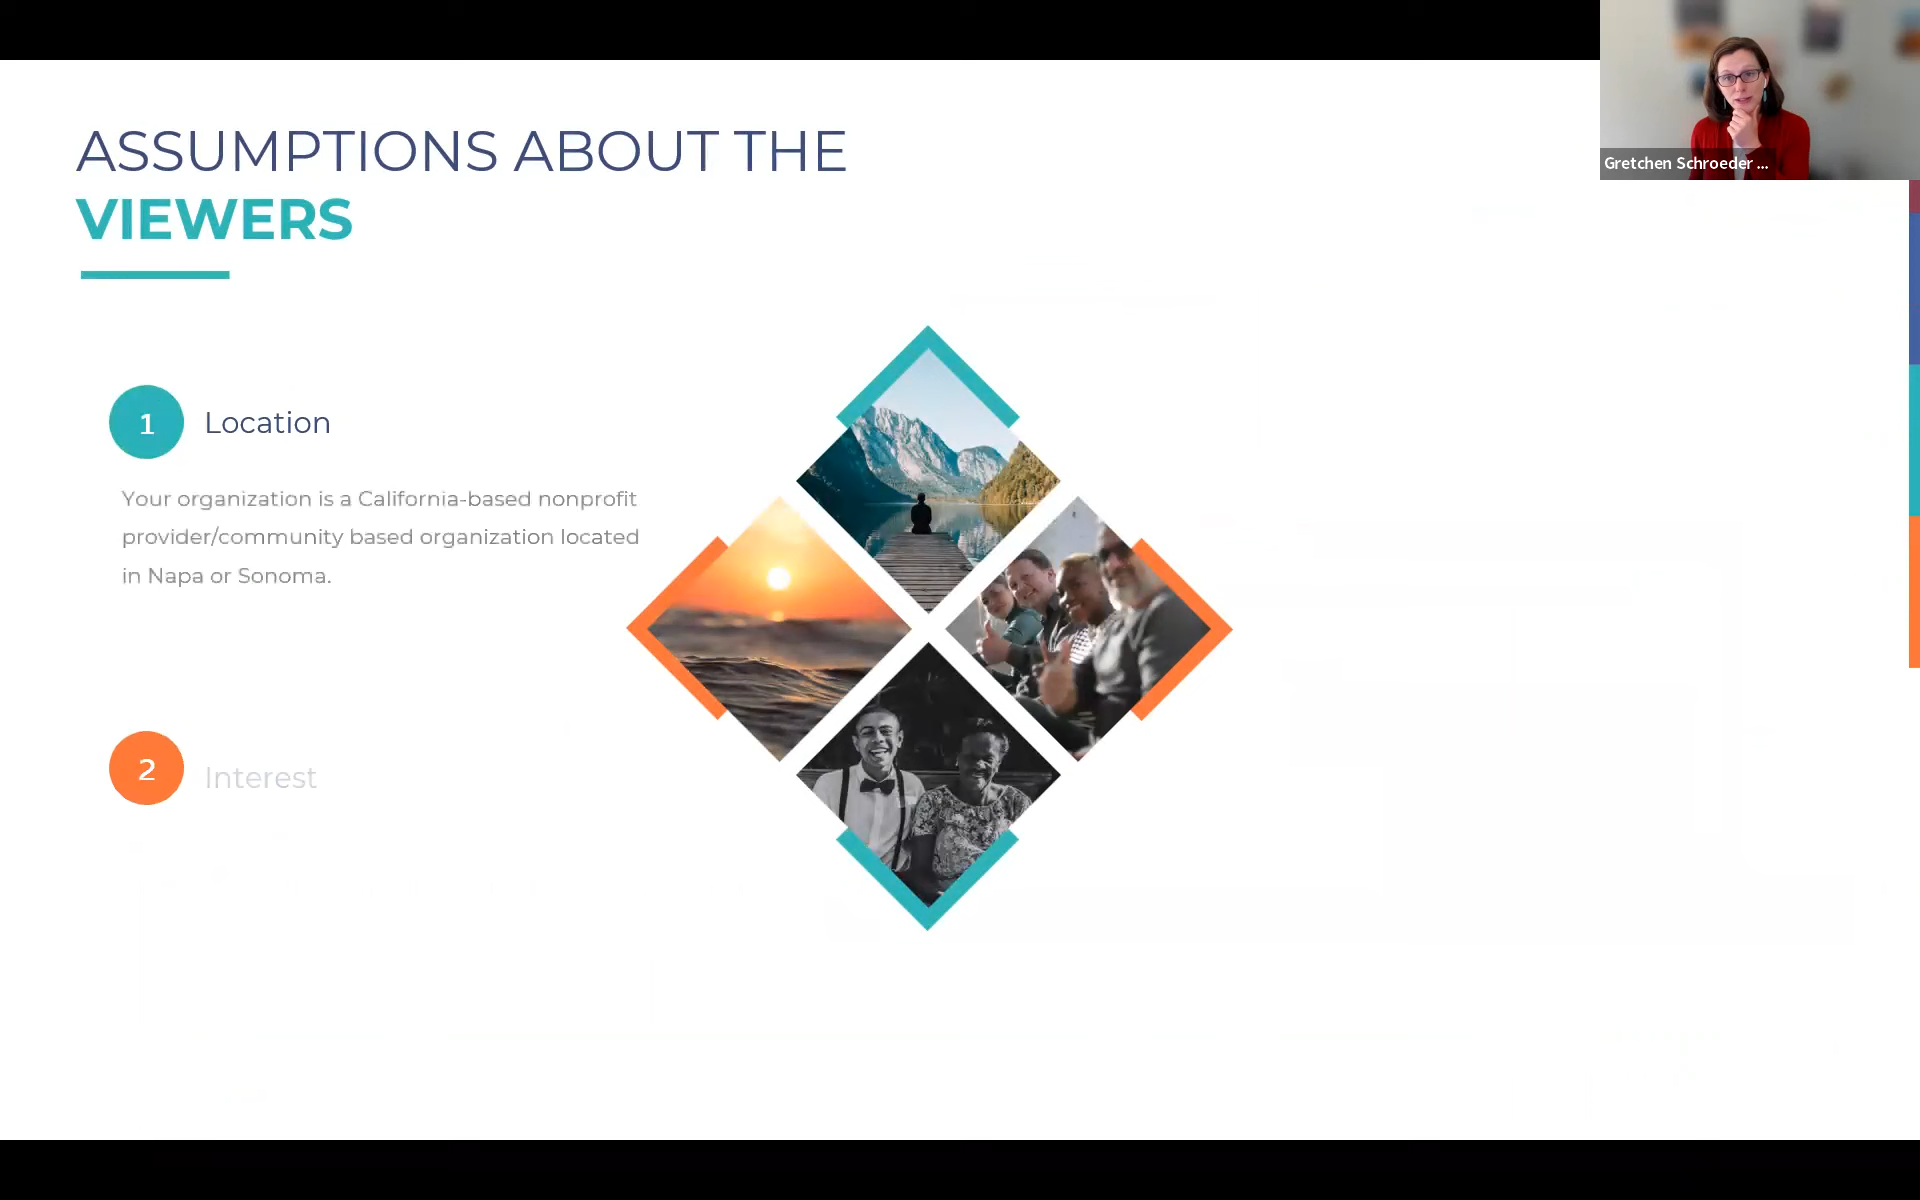 ASSUMPTIONS ABOUT THE
VIEWERS
1 Location
Your organization is a California-based nonprofit
provider/community based organization located
in Napa or Sonoma.
2 Interest
Gretchen Schroeder ...